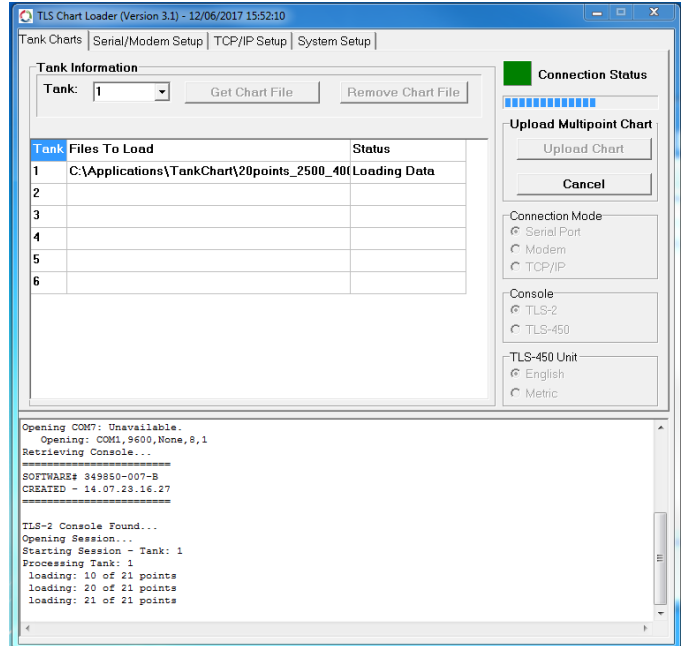 TLS Chart Loader (Version 3.1) - 12/06/2017 15:52:10
Tank Charts Serial/Modem Setup TCP/IP Setup System Setup
Tank Information
Tank: 1 Get Chart File Remove Chart File
Connection Status
Upload Multipoint Chart
Upload Chart
Cancel
Tank Files To Load Status
1 C:\Applications\TankChart\20points_2500_40 Loading Data
2
3
4
5
6
Connection Mode
Serial Port
Modem
TCP/IP
Console
TLS-2
TLS-450
TLS-450 Unit
English
Metric
Opening COM7: Unavailable.
Opening: COM1,9600,None,8,1
Retrieving Console...
========================
SOFTWARE# 349850-007-B
CREATED - 14.07.23.16.27
========================
TLS-2 Console Found...
Opening Session...
Starting Session - Tank: 1
Processing Tank: 1
loading: 10 of 21 points
loading: 20 of 21 points
loading: 21 of 21 points